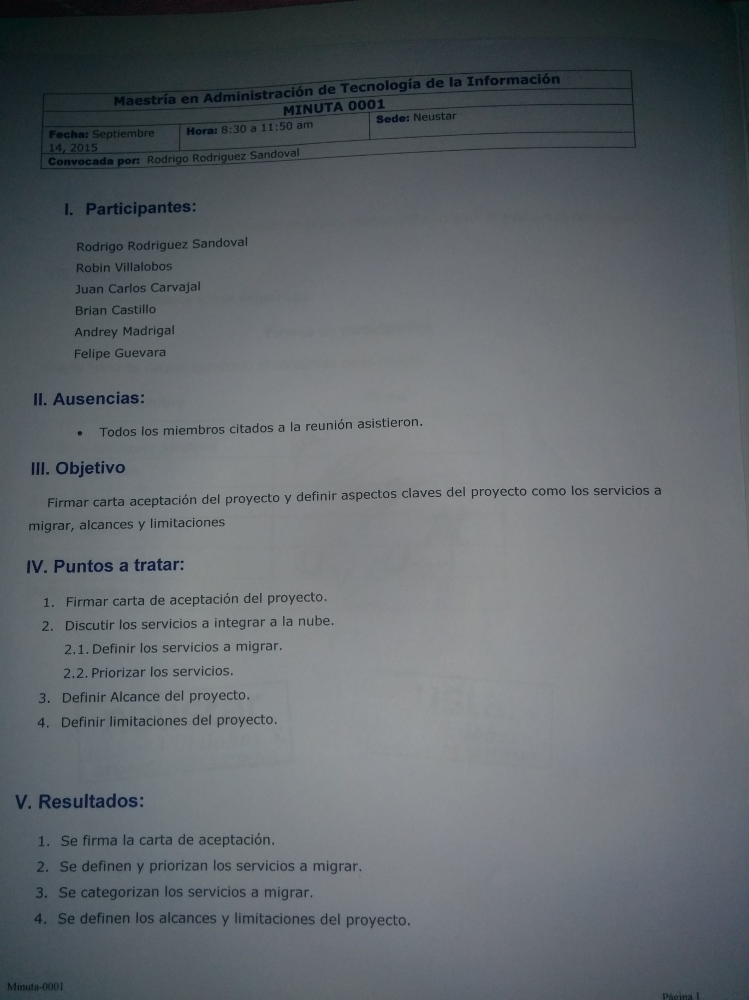 Maestría en Administración de Tecnología de la Información
MINUTA 0001
Fecha: Septiembre 14, 2015
Hora: 8:30 a 11:50 am
Sede: Neustar
Convocada por: Rodrigo Rodriguez Sandoval
I. Participantes:
Rodrigo Rodriguez Sandoval
Robin Villalobos
Juan Carlos Carvajal
Brian Castillo
Andrey Madrigal
Felipe Guevara
II. Ausencias:
• Todos los miembros citados a la reunión asistieron.
III. Objetivo
Firmar carta aceptación del proyecto y definir aspectos claves del proyecto como los servicios a
migrar, alcances y limitaciones
IV. Puntos a tratar:
1. Firmar carta de aceptación del proyecto.
2. Discutir los servicios a integrar a la nube.
2.1. Definir los servicios a migrar.
2.2. Priorizar los servicios.
3. Definir Alcance del proyecto.
4. Definir limitaciones del proyecto.
V. Resultados:
1. Se firma la carta de aceptación.
2. Se definen y priorizan los servicios a migrar.
3. Se categorizan los servicios a migrar.
4. Se definen los alcances y limitaciones del proyecto.
Minuta-0001
Página 1